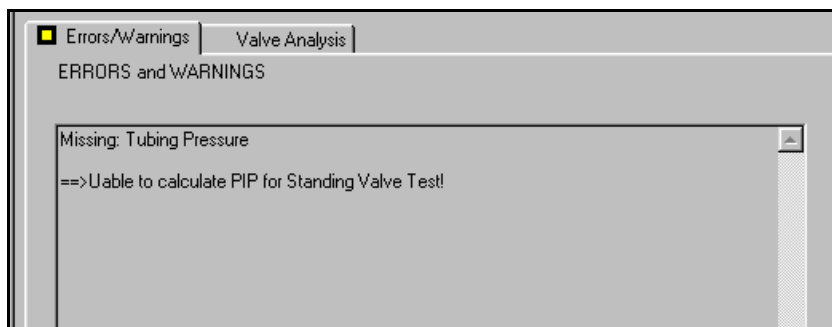 Errors/Warnings Valve Analysis
ERRORS and WARNINGS
Missing: Tubing Pressure
==>Uable to calculate PIP for Standing Valve Test!